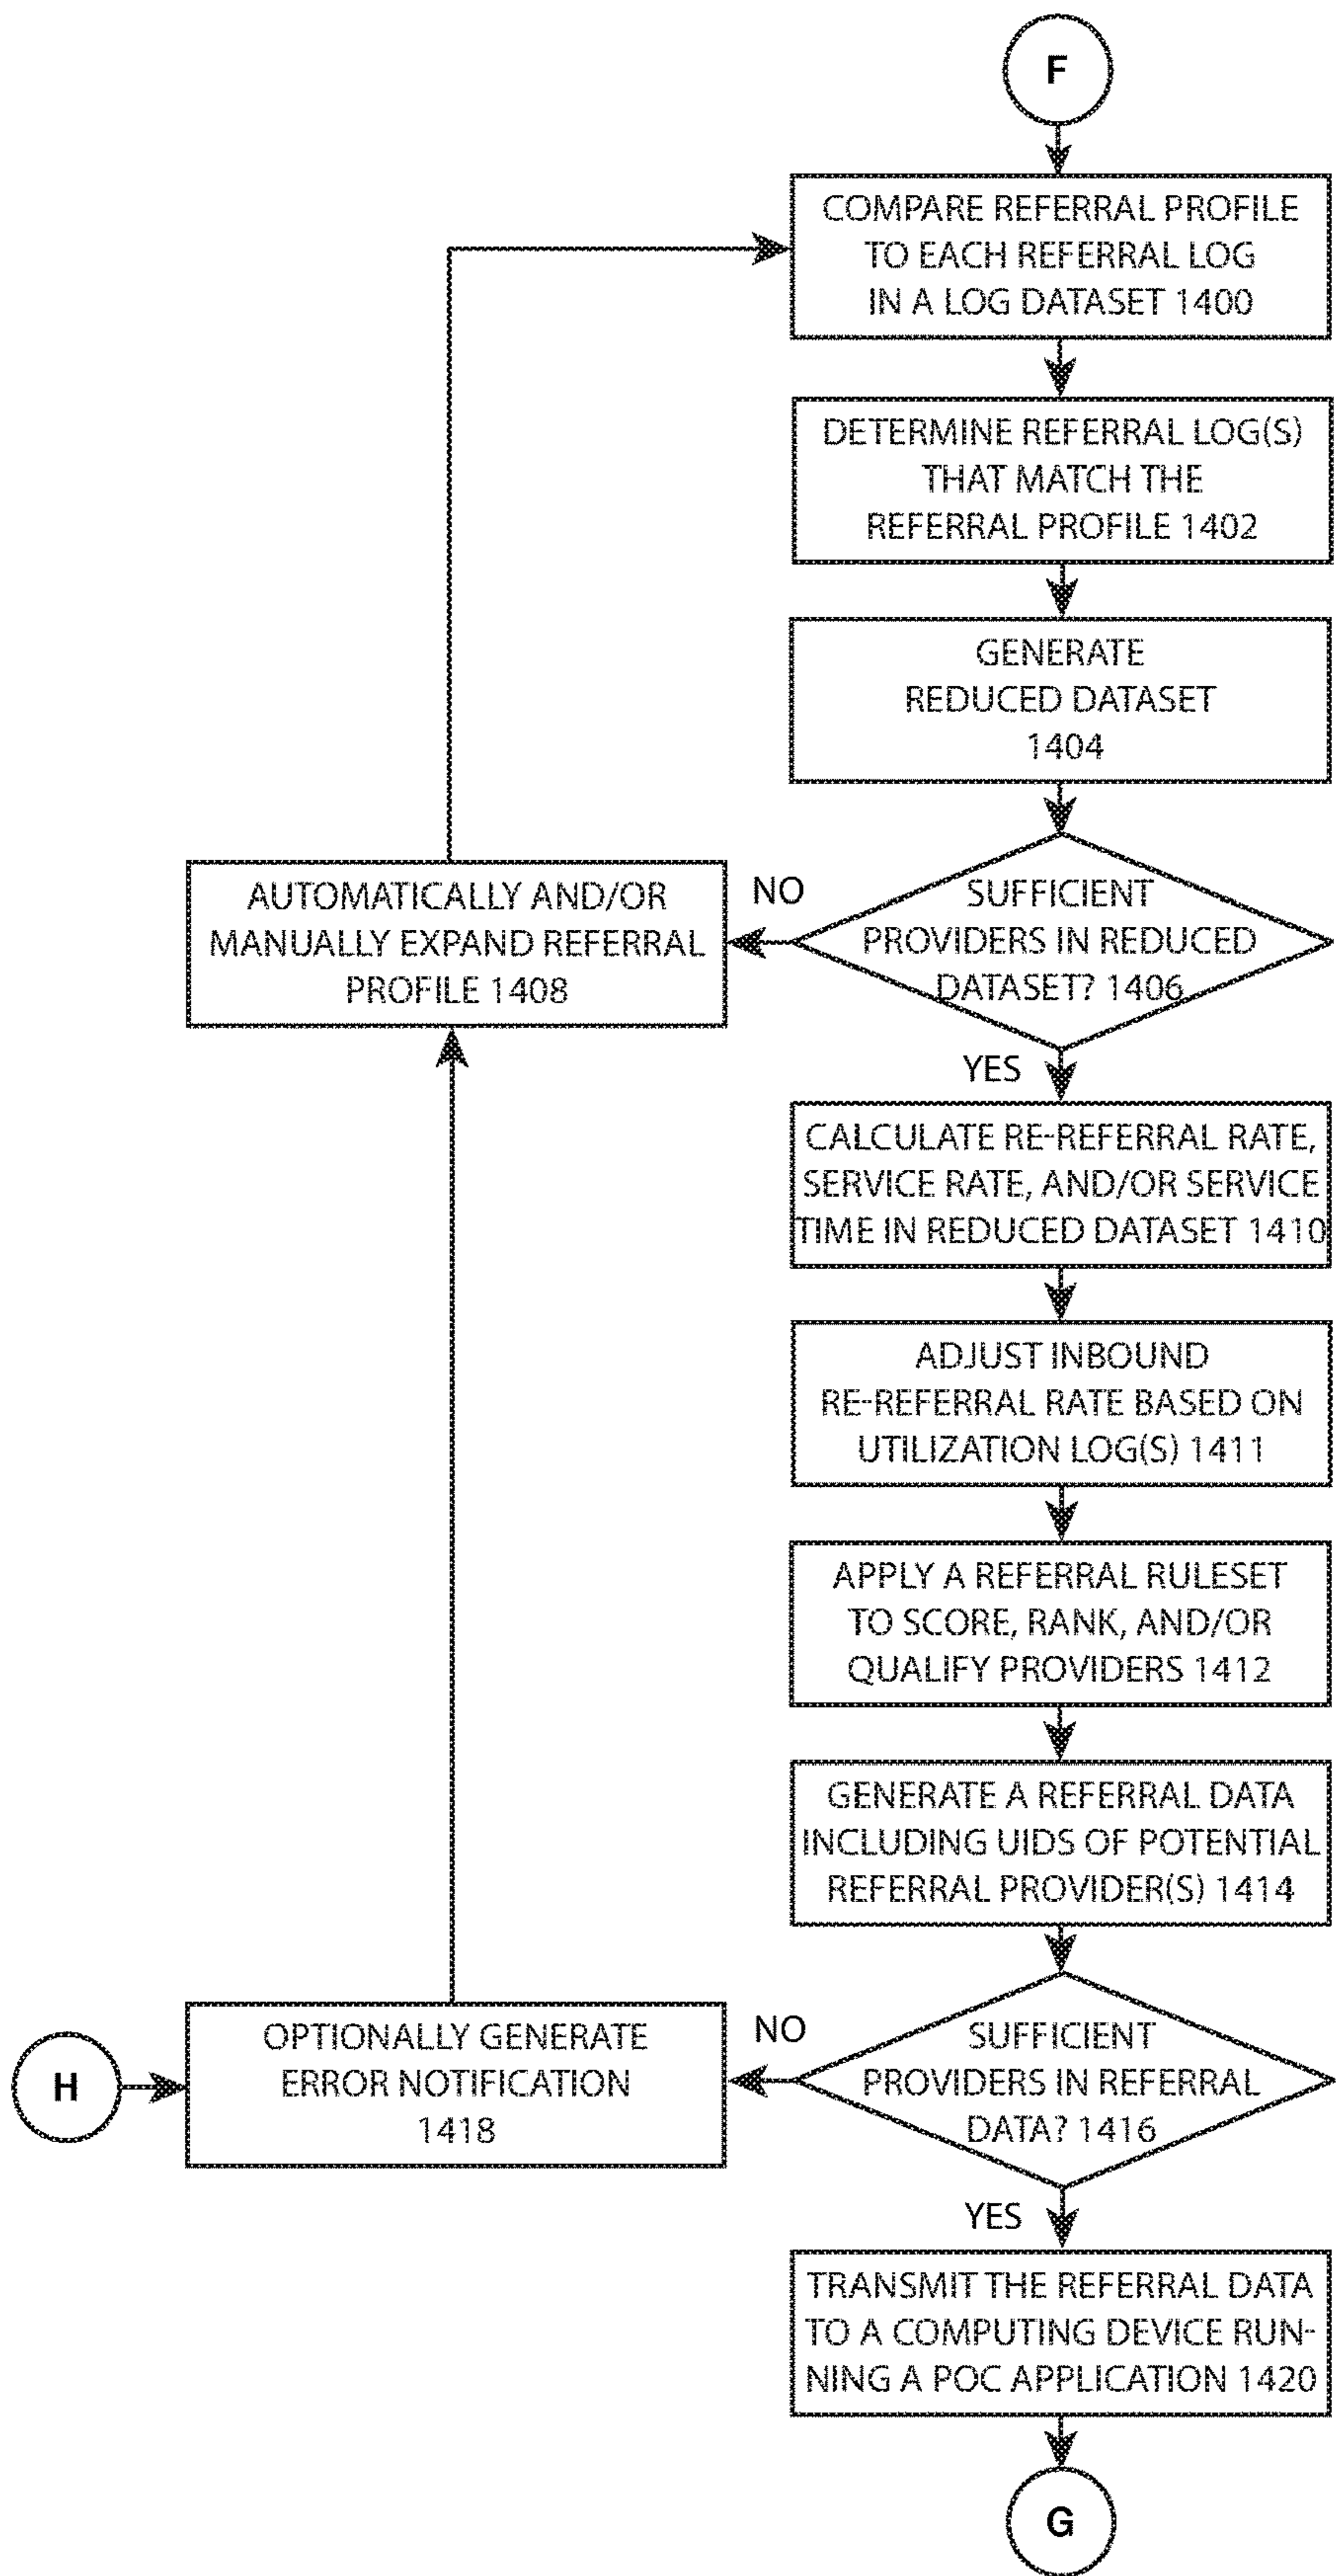 F
COMPARE REFERRAL PROFILE
TO EACH REFERRAL LOG
IN A LOG DATASET 1400
DETERMINE REFERRAL LOG(S)
THAT MATCH THE
REFERRAL PROFILE 1402
GENERATE
REDUCED DATASET
1404
SUFFICIENT
PROVIDERS IN REDUCED
DATASET? 1406
NO
AUTOMATICALLY AND/OR
MANUALLY EXPAND REFERRAL
PROFILE 1408
YES
CALCULATE RE-REFERRAL RATE,
SERVICE RATE, AND/OR SERVICE
TIME IN REDUCED DATASET 1410
ADJUST INBOUND
RE-REFERRAL RATE BASED ON
UTILIZATION LOG(S) 1411
APPLY A REFERRAL RULESET
TO SCORE, RANK, AND/OR
QUALIFY PROVIDERS 1412
GENERATE A REFERRAL DATA
INCLUDING UIDS OF POTENTIAL
REFERRAL PROVIDER(S) 1414
SUFFICIENT
PROVIDERS IN REFERRAL
DATA? 1416
NO
OPTIONALLY GENERATE
ERROR NOTIFICATION
1418
H
YES
TRANSMIT THE REFERRAL DATA
TO A COMPUTING DEVICE RUN-
NING A POC APPLICATION 1420
G